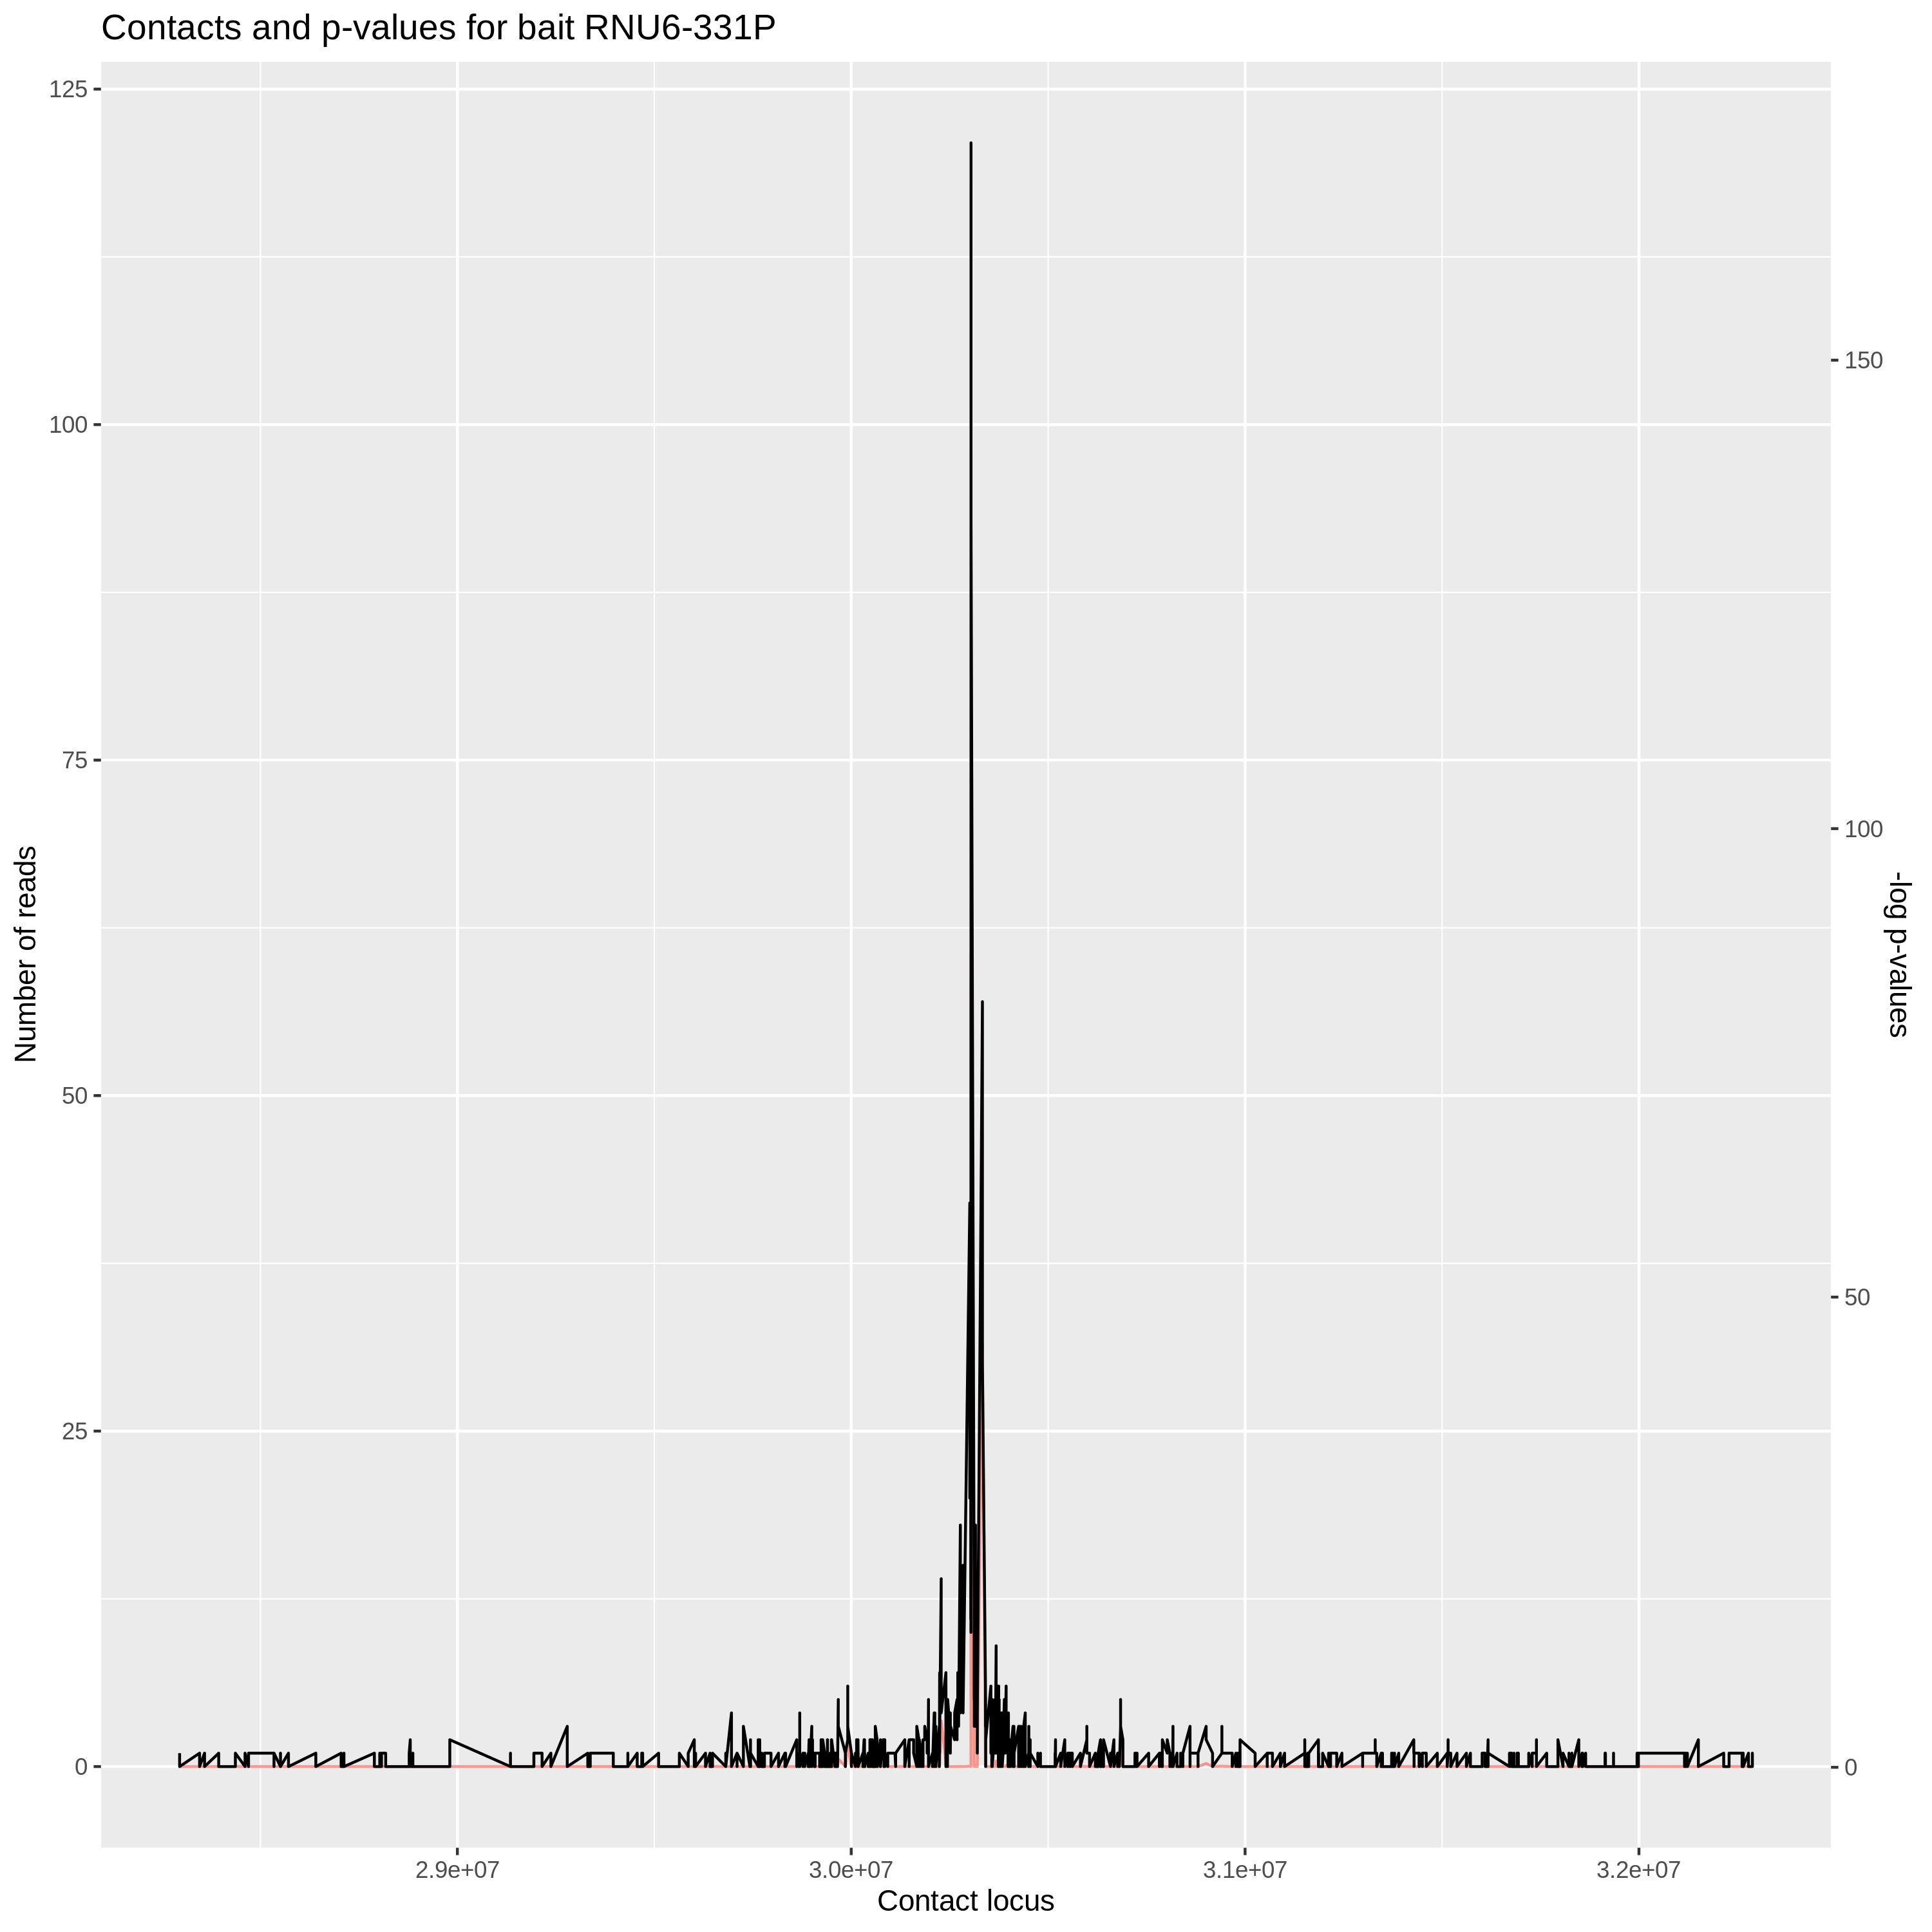 Contacts and p-values for bait RNU6-331P
125
100
75
50
25
0
150
100
50
0
Number of reads
-log p-values
2.9e+07 3.0e+07 3.1e+07 3.2e+07
Contact locus